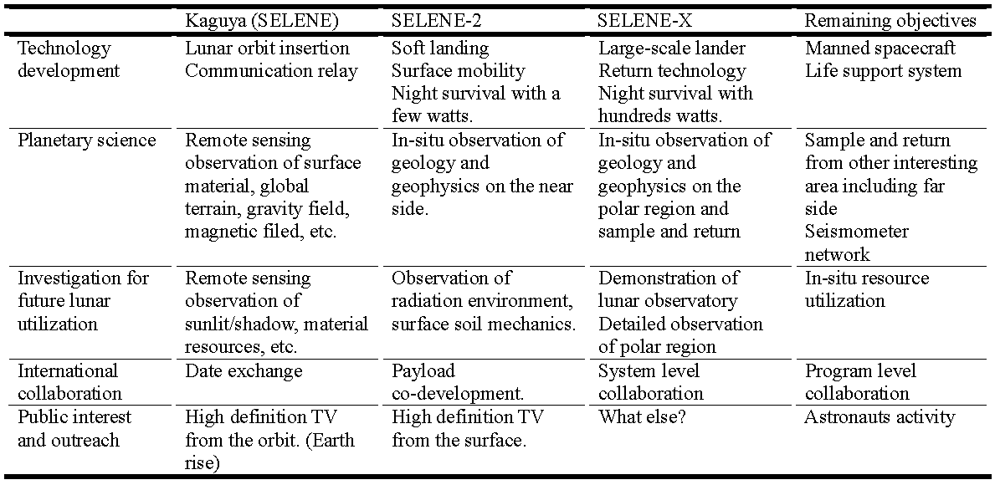 Kaguya (SELENE) SELENE-2 SELENE-X Remaining objectives
Technology
development
Lunar orbit insertion
Communication relay
Soft landing
Surface mobility
Night survival with a
few watts.
Large-scale lander
Return technology
Night survival with
hundreds watts.
Manned spacecraft
Life support system
Planetary science
Remote sensing
observation of surface
material, global
terrain, gravity field,
magnetic filed, etc.
In-situ observation of
geology and
geophysics on the near
side.
In-situ observation of
geology and
geophysics on the
polar region and
sample and return
Sample and return
from other interesting
area including far
side
Seismometer
network
Investigation for
future lunar
utilization
Remote sensing
observation of
sunlit/shadow, material
resources, etc.
Observation of
radiation environment,
surface soil mechanics.
Demonstration of
lunar observatory
Detailed observation
of polar region
In-situ resource
utilization
International
collaboration
Date exchange
Payload
co-development.
System level
collaboration
Program level
collaboration
Public interest
and outreach
High definition TV
from the orbit. (Earth
rise)
High definition TV
from the surface.
What else?
Astronauts activity